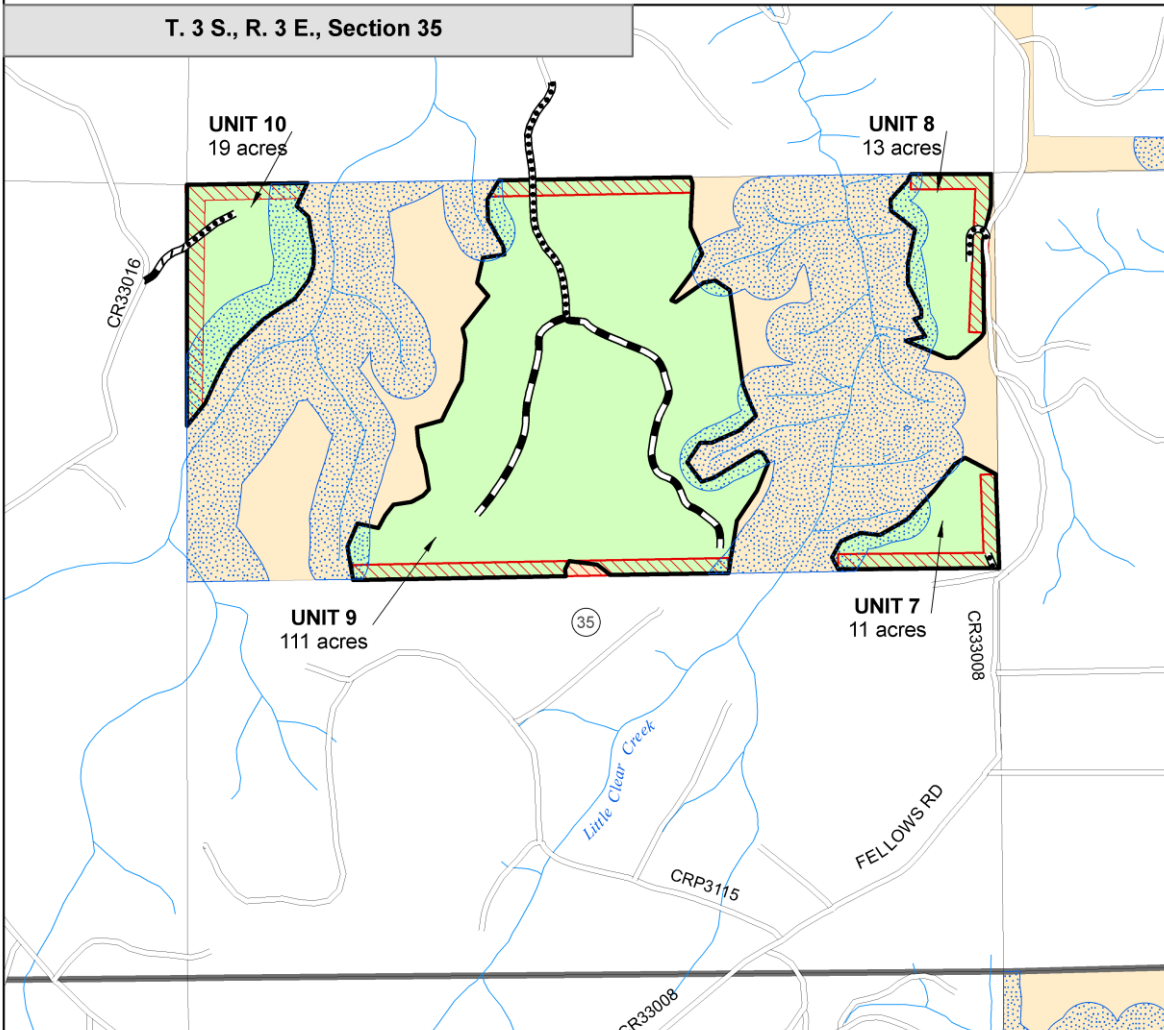 T. 3 S., R. 3 E., Section 35
UNIT 10
19 acres
UNIT 8
13 acres
CR33016
UNIT 9
111 acres
35
UNIT 7
11 acres
CR33008
Little Clear Creek
FELLOWS RD
CRP3115
CR33008